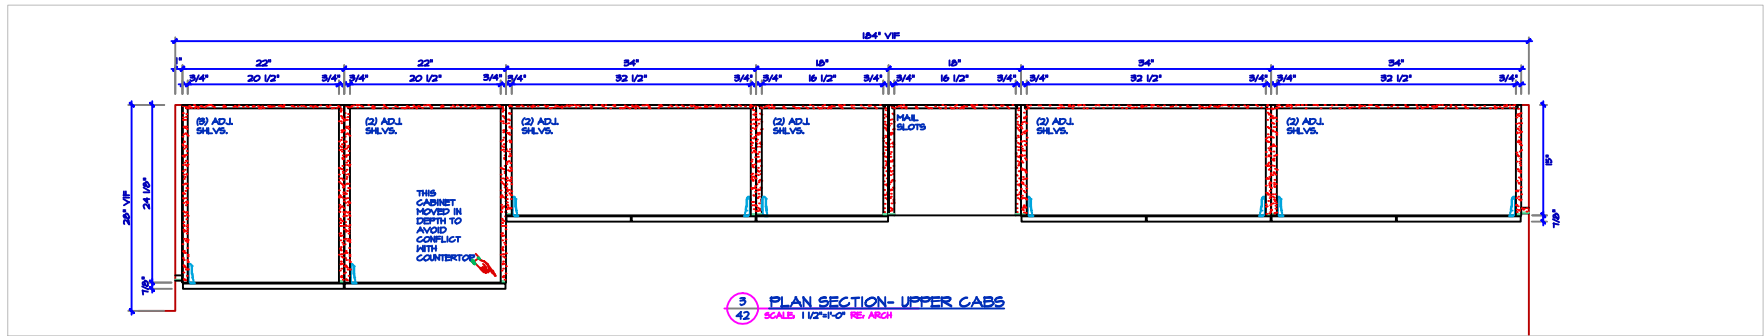 184" VIF
1" 22" 22" 34" 18" 18" 34" 34"
3/4" 20 1/2" 3/4" 3/4" 20 1/2" 3/4" 3/4" 32 1/2" 3/4" 3/4" 16 1/2" 3/4" 3/4" 16 1/2" 3/4" 3/4" 32 1/2" 3/4" 3/4" 32 1/2" 3/4"
(3) ADJ.
SHLVS.
(2) ADJ.
SHLVS.
(2) ADJ.
SHLVS.
(2) ADJ.
SHLVS.
MAIL
SLOTS
(2) ADJ.
SHLVS.
(2) ADJ.
SHLVS.
28" VIF
24 1/8"
7/8"
15"
7/8"
THIS
CABINET
MOVED IN
DEPTH TO
AVOID
CONFLICT
WITH
COUNTERTOP
3
42
PLAN SECTION- UPPER CABS
SCALE: 1 1/2"=1'-0" RE: ARCH